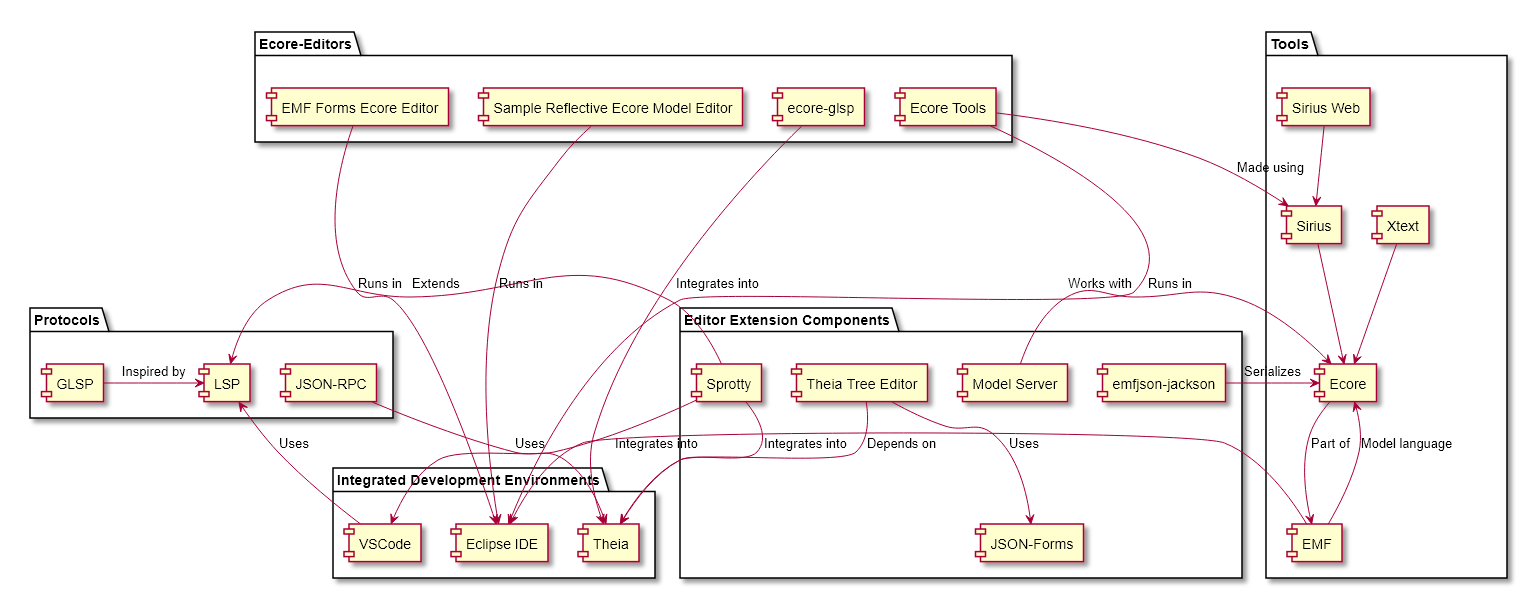 Ecore-Editors
Tools
EMF Forms Ecore Editor
Sample Reflective Ecore Model Editor
ecore-glsp
Ecore Tools
Sirius Web
Made using
Sirius
Xtext
Runs in
Extends
Runs in
Integrates into
Works with
Runs in
Protocols
Editor Extension Components
GLSP
Inspired by
LSP
JSON-RPC
Sprotty
Theia Tree Editor
Model Server
emfjson-jackson
Serializes
Ecore
Uses
Uses
Integrates into
Integrates into
Depends on
Uses
Part of
Model language
Integrated Development Environments
VSCode
Eclipse IDE
Theia
JSON-Forms
EMF